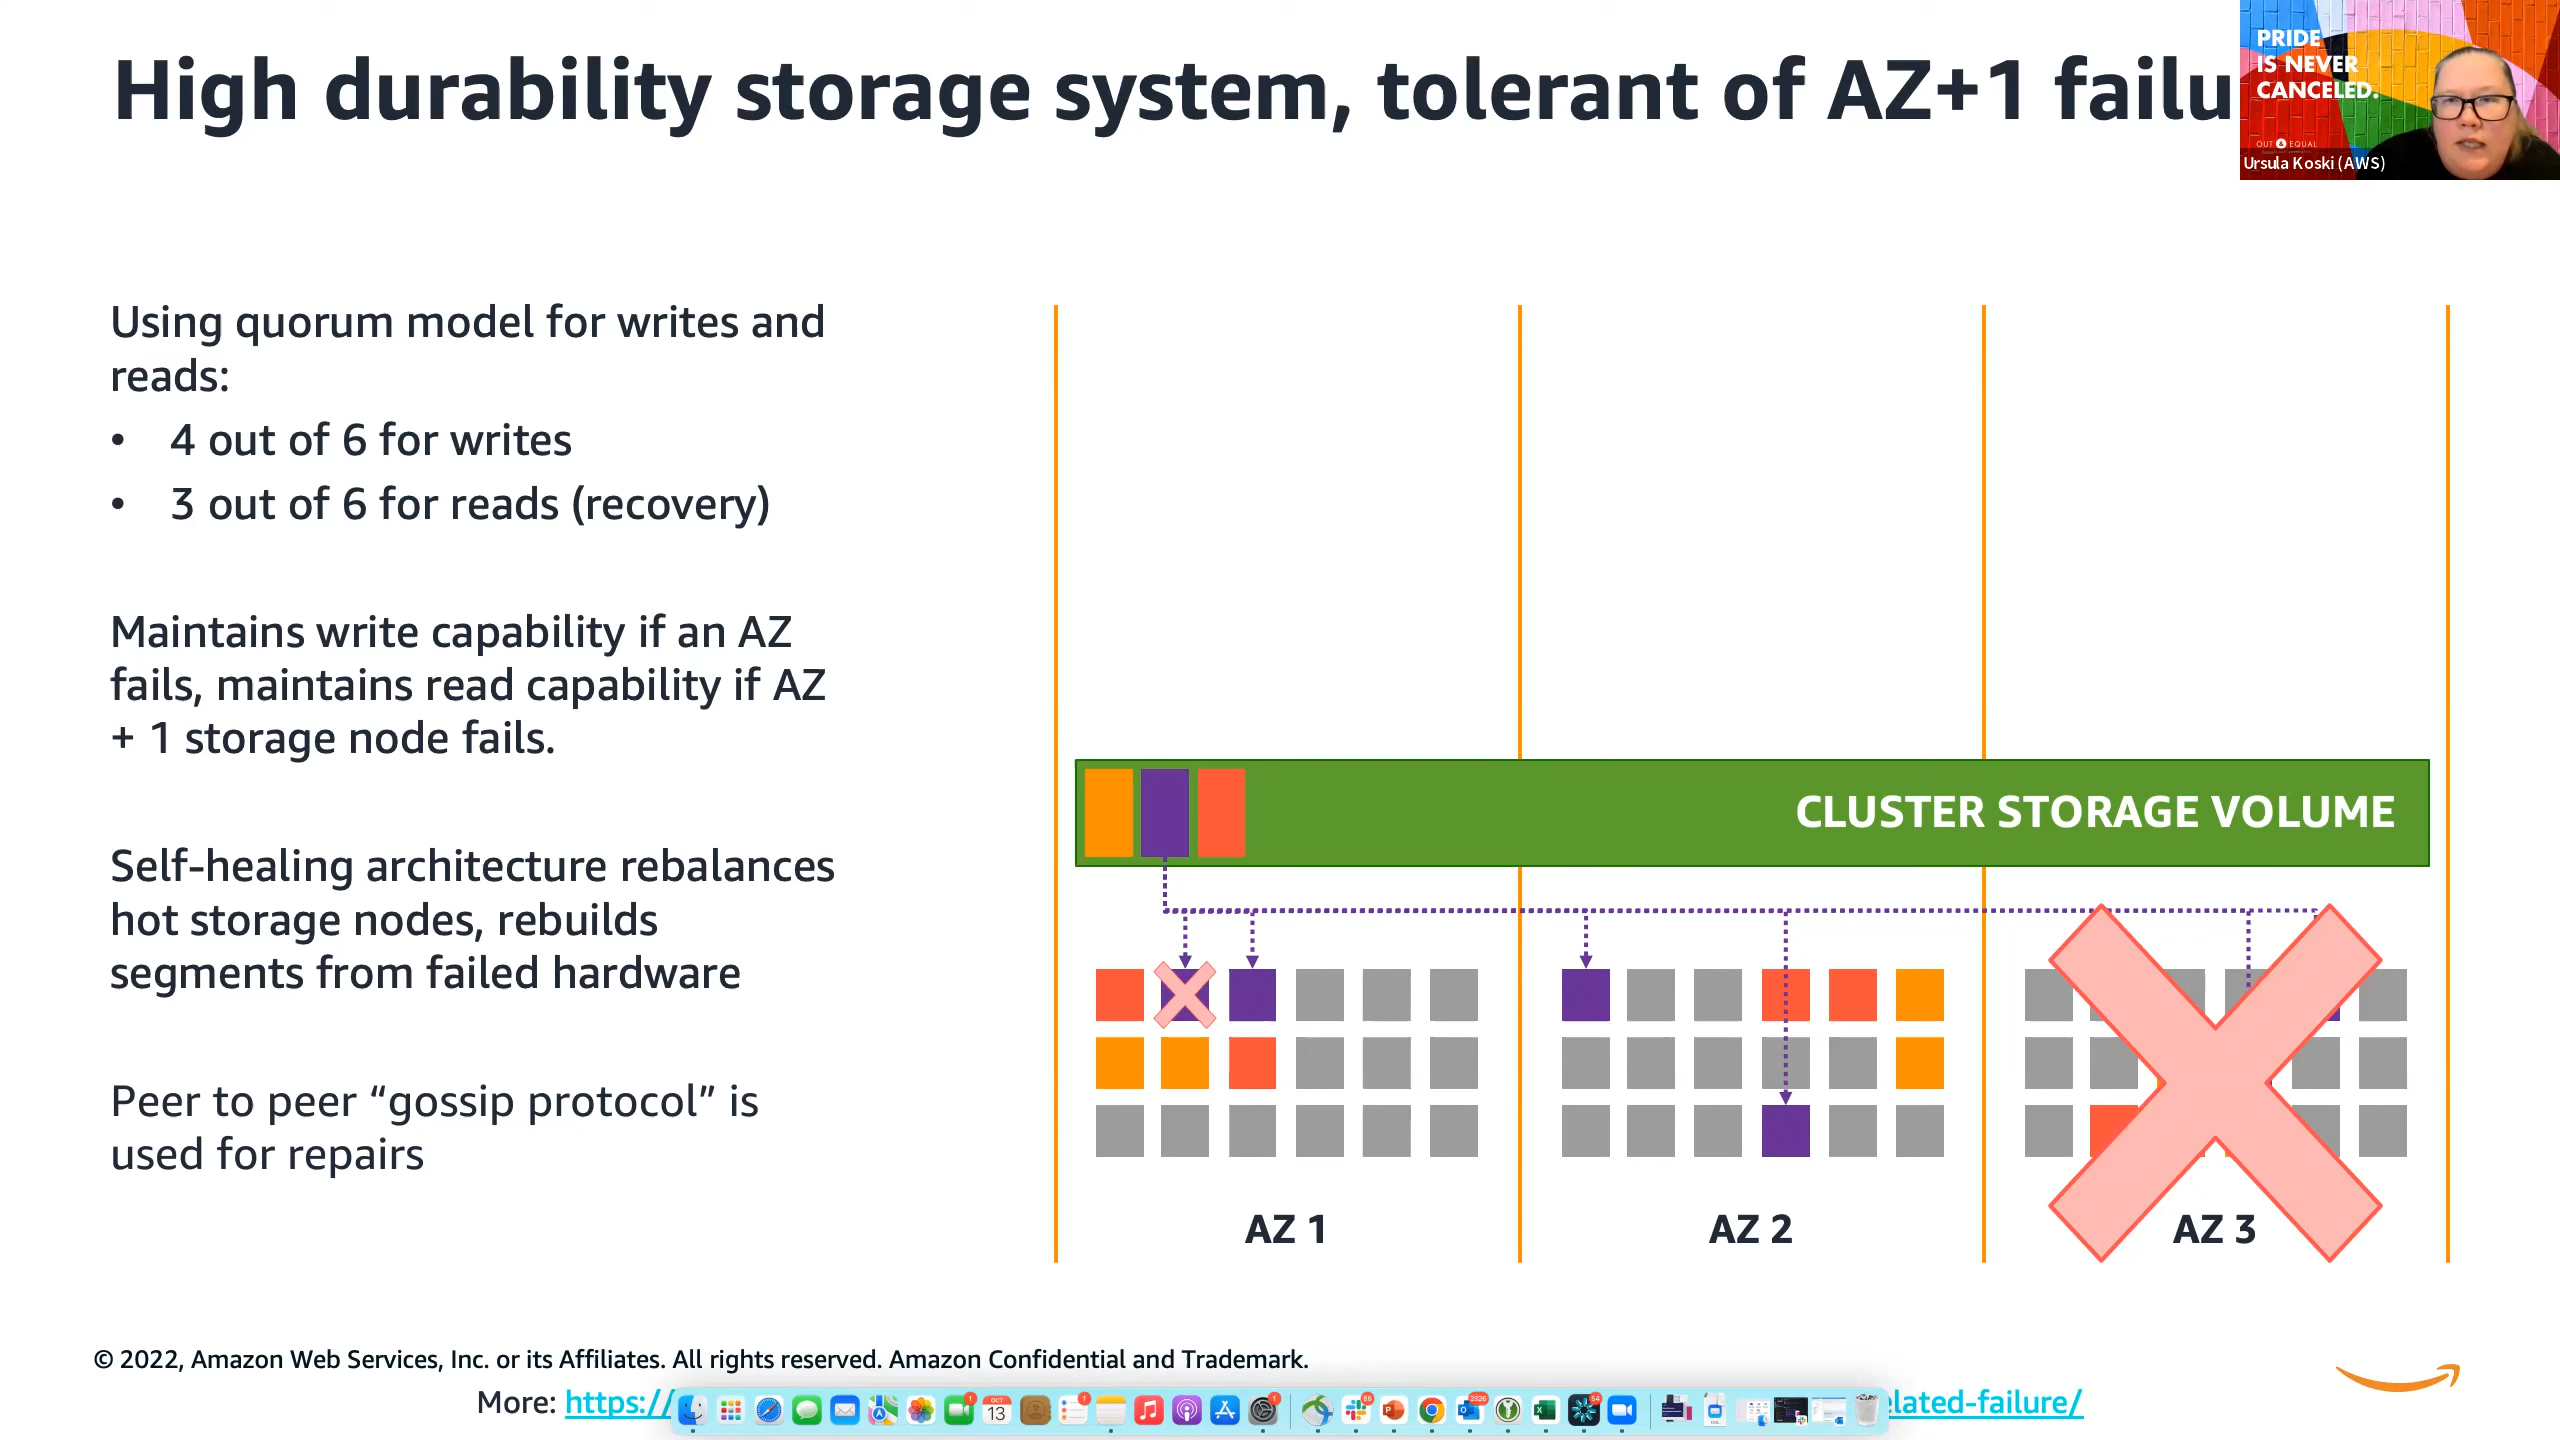 High durability storage system, tolerant of AZ+1 failu
PRIDE
IS NEVER
CANCELED.
OUT & EQUAL
Ursula Koski (AWS)
Using quorum model for writes and
reads:
• 4 out of 6 for writes
• 3 out of 6 for reads (recovery)
Maintains write capability if an AZ
fails, maintains read capability if AZ
+ 1 storage node fails.
Self-healing architecture rebalances
hot storage nodes, rebuilds
segments from failed hardware
Peer to peer “gossip protocol” is
used for repairs
CLUSTER STORAGE VOLUME
AZ 1
AZ 2
AZ 3
© 2022, Amazon Web Services, Inc. or its Affiliates. All rights reserved. Amazon Confidential and Trademark.
More: https://
elated-failure/
OCT
13